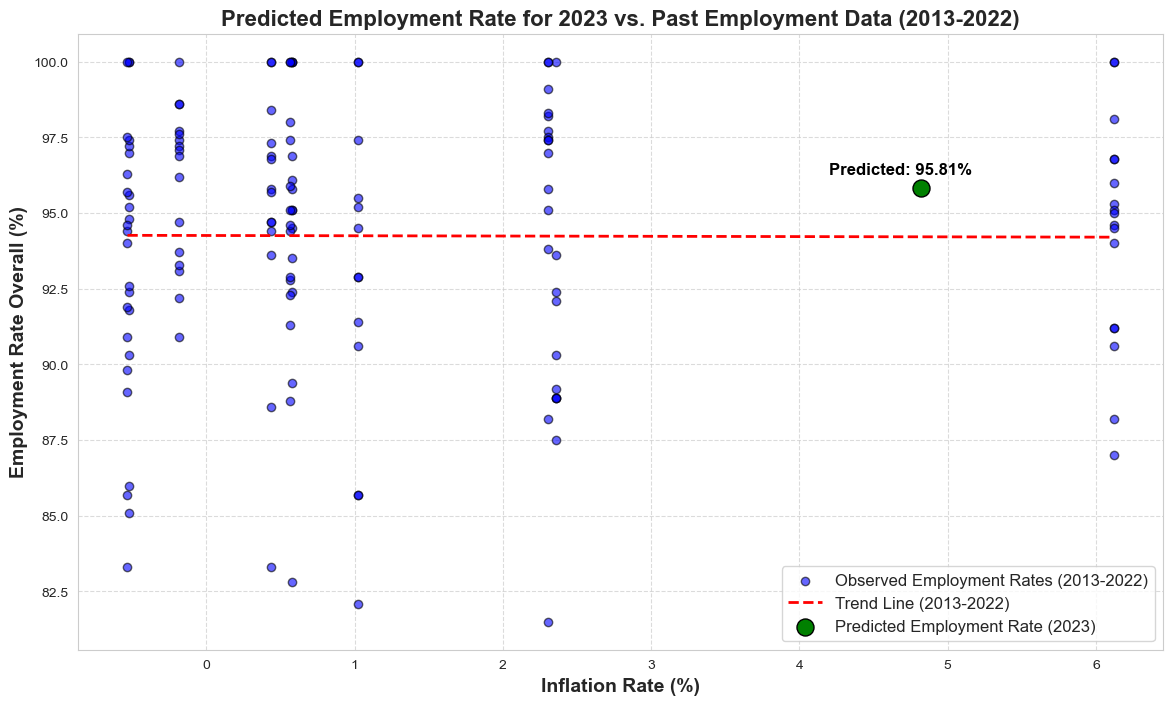 Predicted Employment Rate for 2023 vs. Past Employment Data (2013-2022)
Employment Rate Overall (%)
100.0
97.5
95.0
92.5
90.0
87.5
85.0
82.5
Predicted: 95.81%
Observed Employment Rates (2013-2022)
Trend Line (2013-2022)
Predicted Employment Rate (2023)
0 1 2 3 4 5 6
Inflation Rate (%)